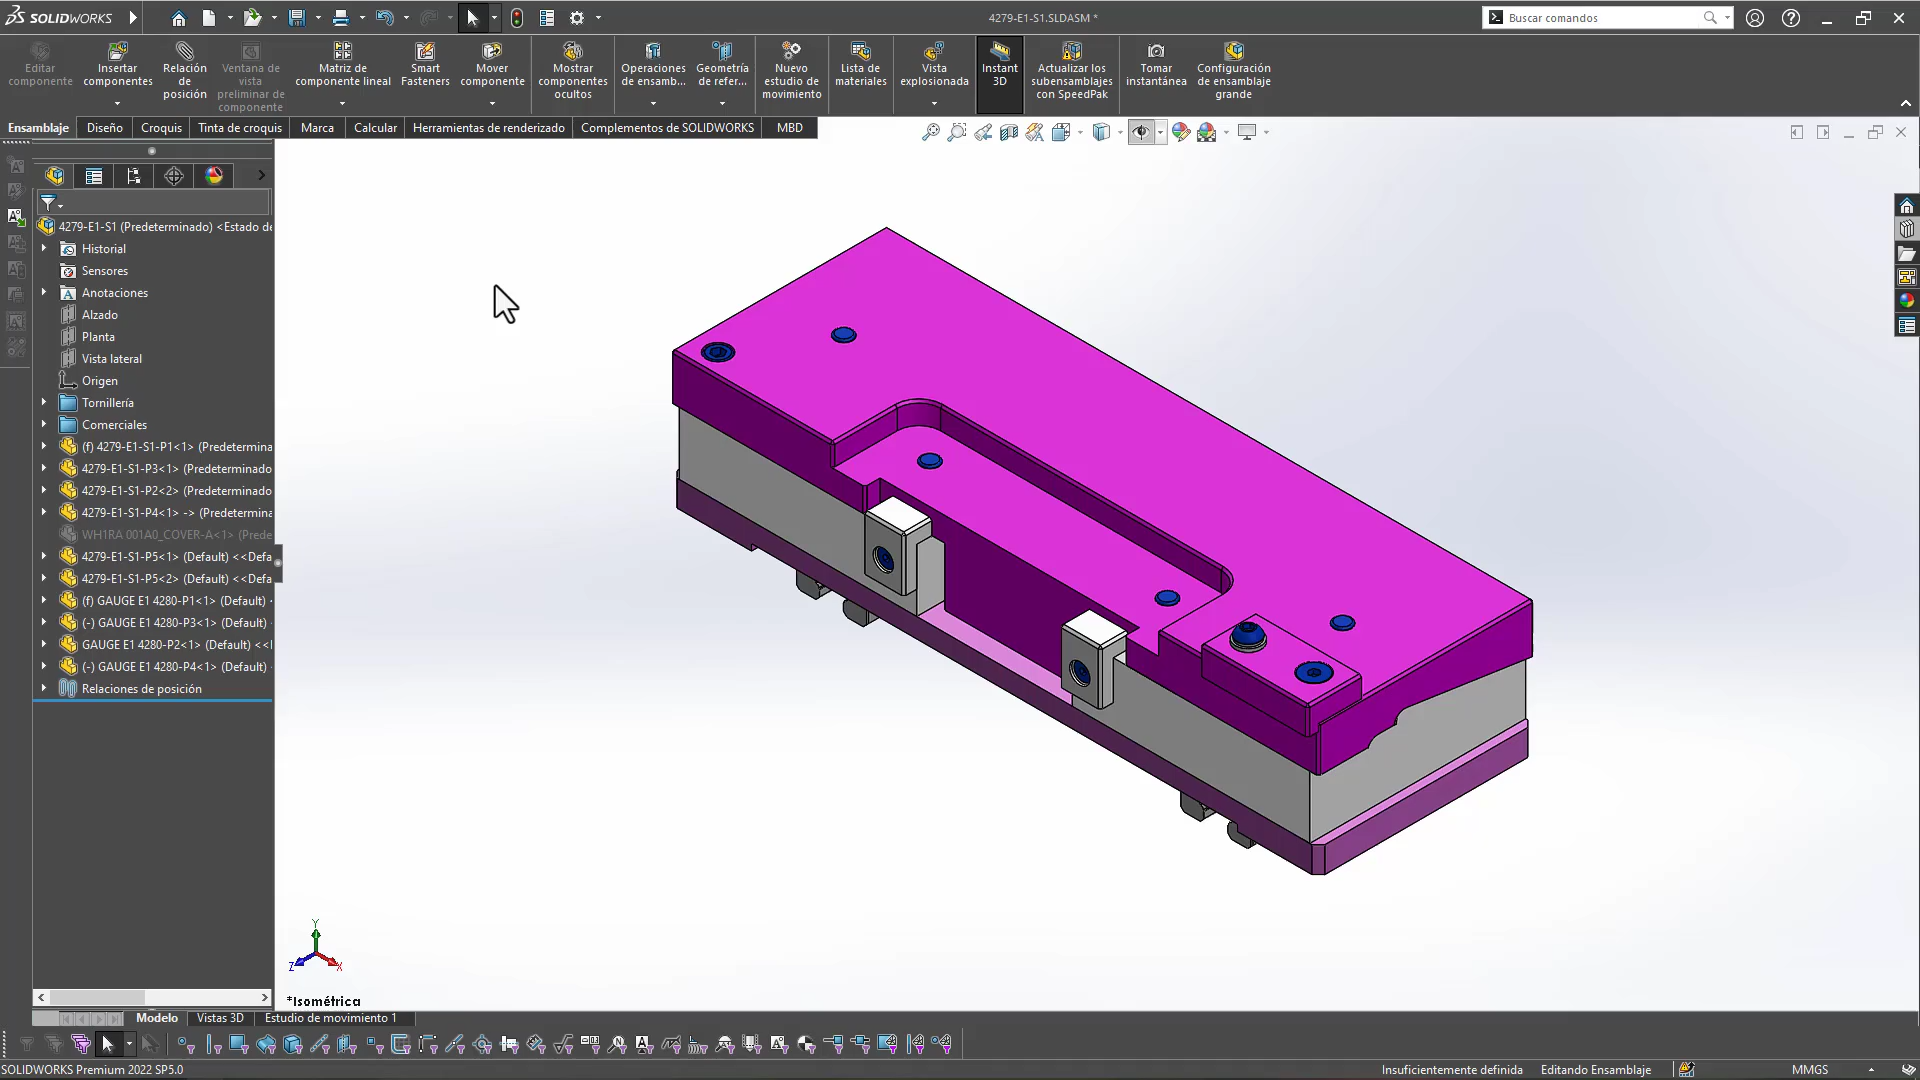 SOLIDWORKS
4279-E1-S1.SLDASM *
Buscar comandos
Editar componente
Insertar componentes
Relación de posición
Ventana de vista preliminar de componente
Matriz de componente lineal
Smart Fasteners
Mover componente
Mostrar componentes ocultos
Operaciones de ensamb...
Geometría de refer...
Nuevo estudio de movimiento
Lista de materiales
Vista explosionada
Instant 3D
Actualizar los subensamblajes con SpeedPak
Tomar instantánea
Configuración de ensamblaje grande
Ensamblaje
Diseño
Croquis
Tinta de croquis
Marca
Calcular
Herramientas de renderizado
Complementos de SOLIDWORKS
MBD
4279-E1-S1 (Predeterminado) <Estado de
Historial
Sensores
Anotaciones
Alzado
Planta
Vista lateral
Origen
Tornillería
Comerciales
(f) 4279-E1-S1-P1<1> (Predetermina
4279-E1-S1-P3<1> (Predeterminado
4279-E1-S1-P2<2> (Predeterminado
4279-E1-S1-P4<1> -> (Predetermina
WH1RA 001A0_COVER-A<1> (Prede
4279-E1-S1-P5<1> (Default) <<Defa
4279-E1-S1-P5<2> (Default) <<Defa
(f) GAUGE E1 4280-P1<1> (Default)
(-) GAUGE E1 4280-P3<1> (Default)
GAUGE E1 4280-P2<1> (Default) <<
(-) GAUGE E1 4280-P4<1> (Default)
Relaciones de posición
Y
Z
X
*Isométrica
Modelo
Vistas 3D
Estudio de movimiento 1
SOLIDWORKS Premium 2022 SP5.0
Insuficientemente definida
Editando Ensamblaje
MMGS